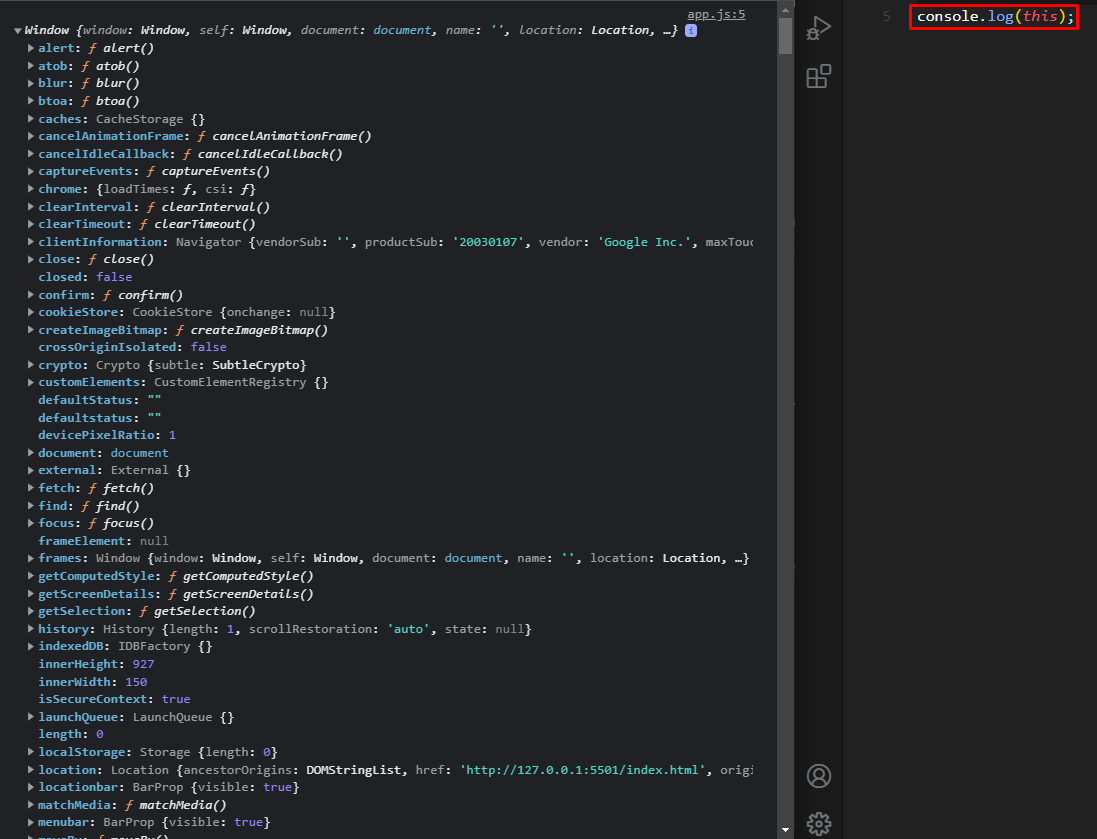 app.js:5
▼Window {window: Window, self: Window, document: document, name: '', location: Location, …} i
▶alert: ƒ alert()
▶atob: ƒ atob()
▶blur: ƒ blur()
▶btoa: ƒ btoa()
▶caches: CacheStorage {}
▶cancelAnimationFrame: ƒ cancelAnimationFrame()
▶cancelIdleCallback: ƒ cancelIdleCallback()
▶captureEvents: ƒ captureEvents()
▶chrome: {loadTimes: ƒ, csi: ƒ}
▶clearInterval: ƒ clearInterval()
▶clearTimeout: ƒ clearTimeout()
▶clientInformation: Navigator {vendorSub: '', productSub: '20030107', vendor: 'Google Inc.', maxTouc
▶close: ƒ close()
closed: false
▶confirm: ƒ confirm()
▶cookieStore: CookieStore {onchange: null}
▶createImageBitmap: ƒ createImageBitmap()
crossOriginIsolated: false
▶crypto: Crypto {subtle: SubtleCrypto}
▶customElements: CustomElementRegistry {}
defaultStatus: ""
defaultstatus: ""
devicePixelRatio: 1
▶document: document
▶external: External {}
▶fetch: ƒ fetch()
▶find: ƒ find()
▶focus: ƒ focus()
frameElement: null
▶frames: Window {window: Window, self: Window, document: document, name: '', location: Location, …}
▶getComputedStyle: ƒ getComputedStyle()
▶getScreenDetails: ƒ getScreenDetails()
▶getSelection: ƒ getSelection()
▶history: History {length: 1, scrollRestoration: 'auto', state: null}
▶indexedDB: IDBFactory {}
innerHeight: 927
innerWidth: 150
isSecureContext: true
▶launchQueue: LaunchQueue {}
length: 0
▶localStorage: Storage {length: 0}
▶location: Location {ancestorOrigins: DOMStringList, href: 'http://127.0.0.1:5501/index.html', origi
▶locationbar: BarProp {visible: true}
▶matchMedia: ƒ matchMedia()
▶menubar: BarProp {visible: true}
5 console.log(this);